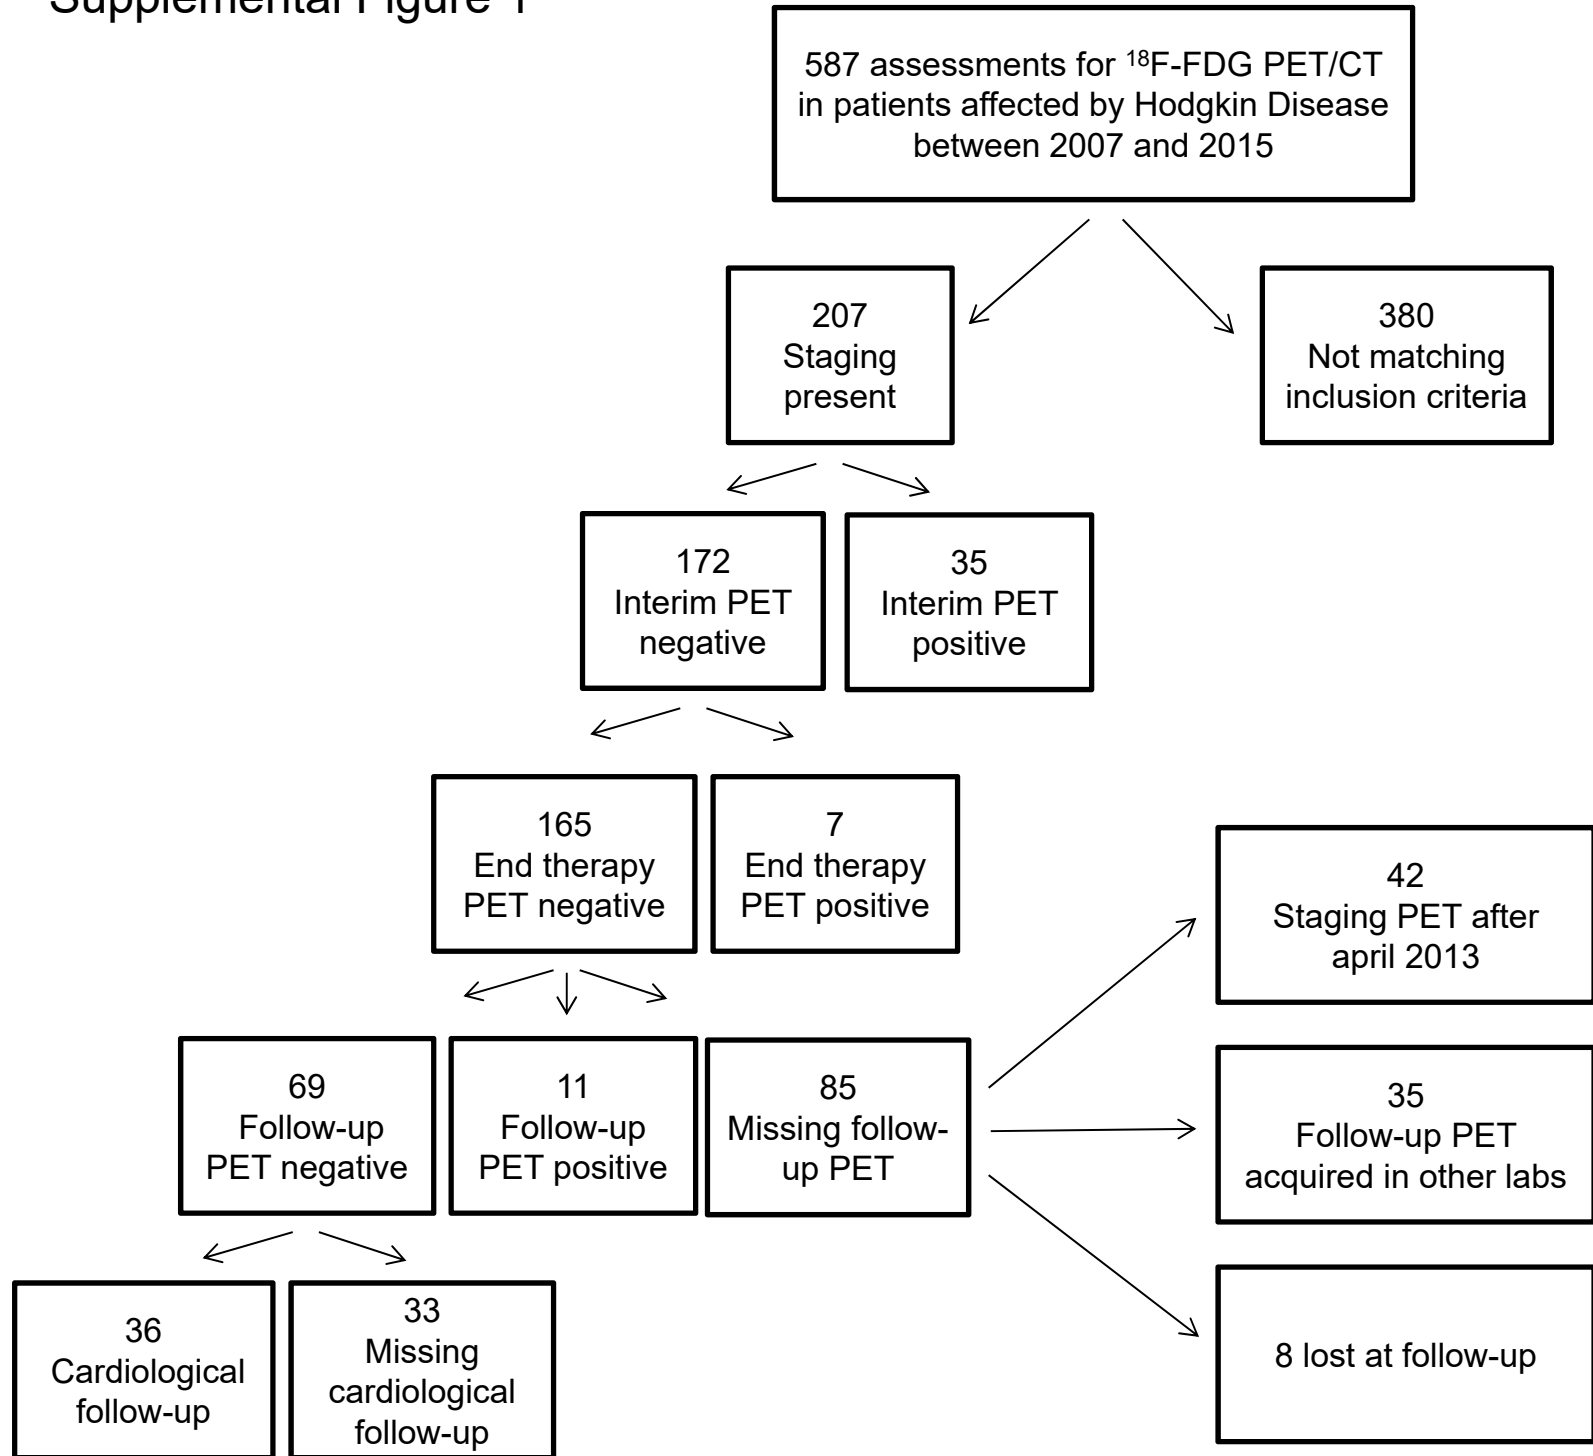 Supplemental Figure 1
587 assessments for ¹⁸F-FDG PET/CT
in patients affected by Hodgkin Disease
between 2007 and 2015
207
Staging
present
380
Not matching
inclusion criteria
172
Interim PET
negative
35
Interim PET
positive
165
End therapy
PET negative
7
End therapy
PET positive
42
Staging PET after
april 2013
69
Follow-up
PET negative
11
Follow-up
PET positive
85
Missing follow-
up PET
35
Follow-up PET
acquired in other labs
36
Cardiological
follow-up
33
Missing
cardiological
follow-up
8 lost at follow-up